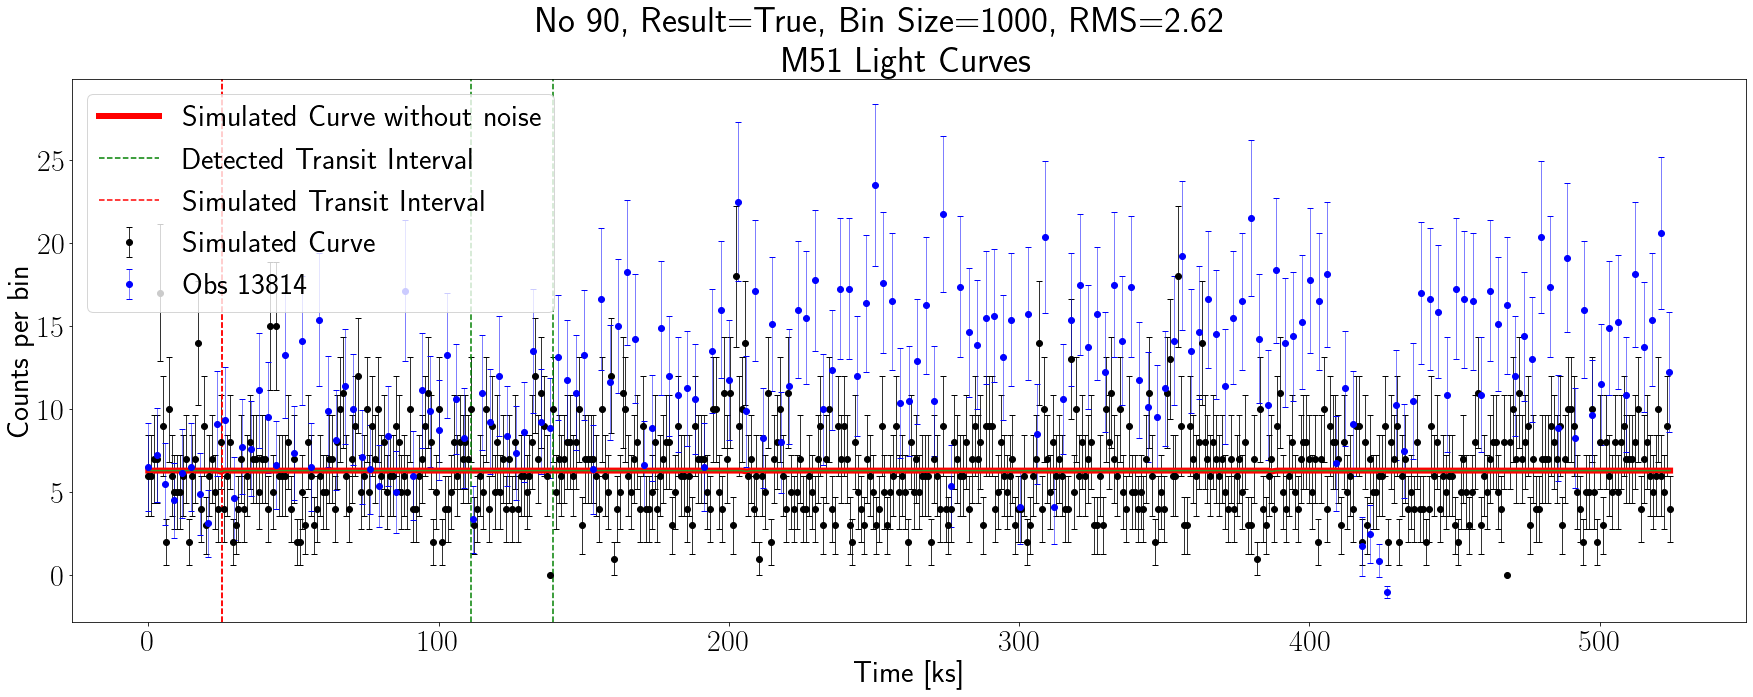 No 90, Result=True, Bin Size=1000, RMS=2.62
M51 Light Curves
Simulated Curve without noise
Detected Transit Interval
Simulated Transit Interval
Simulated Curve
Obs 13814
Counts per bin
25
20
15
10
5
0
0 100 200 300 400 500
Time [ks]